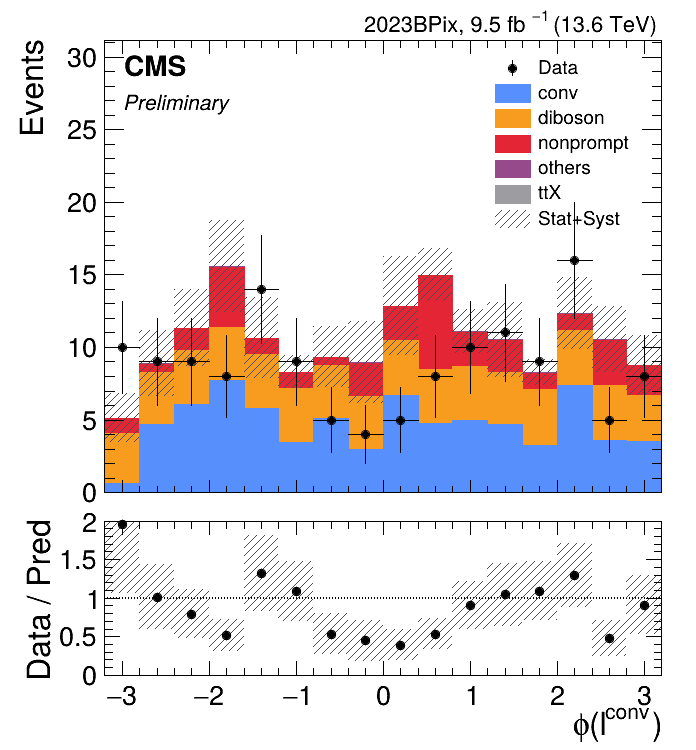 2023BPix, 9.5 fb⁻¹ (13.6 TeV)
CMS
Preliminary
Events
30
25
20
15
10
5
0
Data
conv
diboson
nonprompt
others
ttX
Stat+Syst
Data / Pred
2
1.5
1
0.5
0
−3 −2 −1 0 1 2 3
ϕ(l^conv)